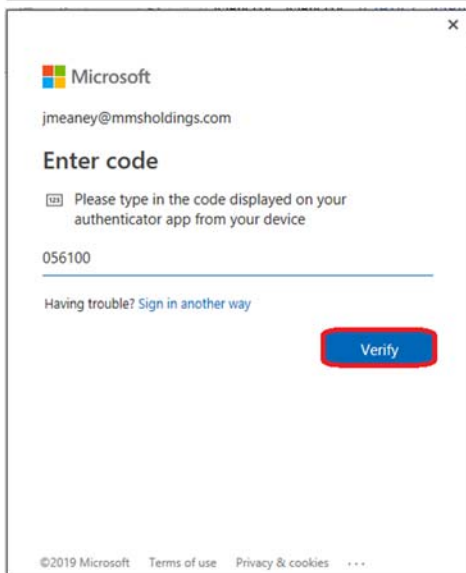 Microsoft
jmeaney@mmsholdings.com
Enter code
123 Please type in the code displayed on your
authenticator app from your device
056100
Having trouble? Sign in another way
Verify
©2019 Microsoft Terms of use Privacy & cookies ...